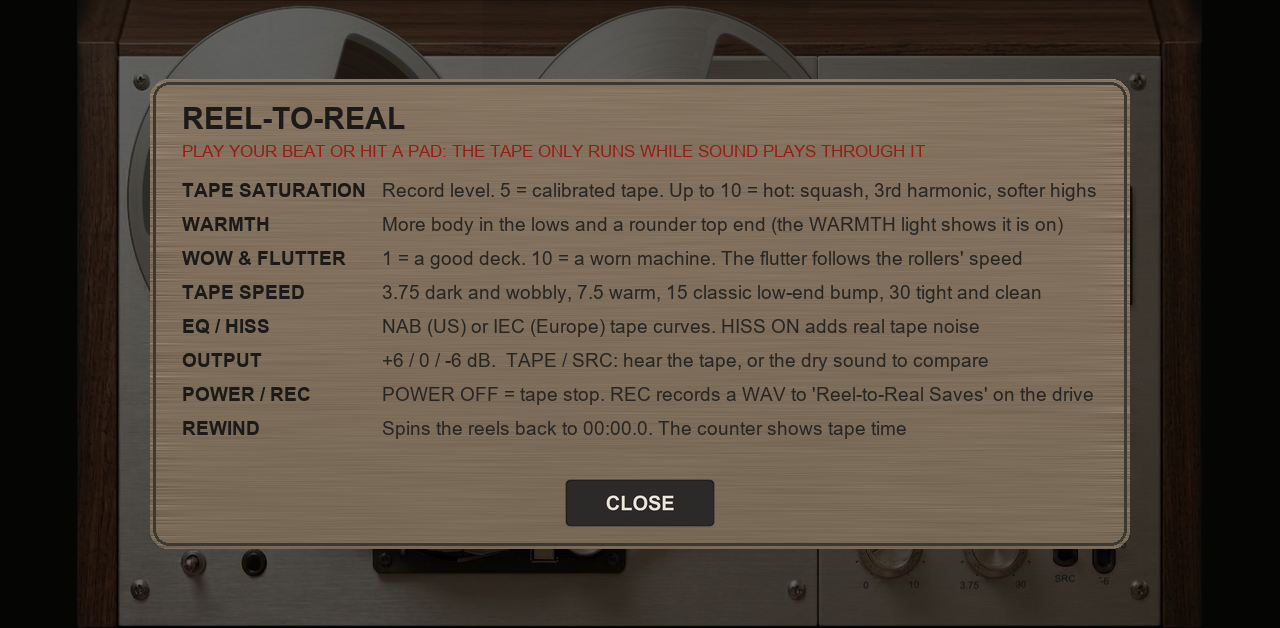 REEL-TO-REAL
PLAY YOUR BEAT OR HIT A PAD: THE TAPE ONLY RUNS WHILE SOUND PLAYS THROUGH IT
TAPE SATURATION Record level. 5 = calibrated tape. Up to 10 = hot: squash, 3rd harmonic, softer highs
WARMTH More body in the lows and a rounder top end (the WARMTH light shows it is on)
WOW & FLUTTER 1 = a good deck. 10 = a worn machine. The flutter follows the rollers' speed
TAPE SPEED 3.75 dark and wobbly, 7.5 warm, 15 classic low-end bump, 30 tight and clean
EQ / HISS NAB (US) or IEC (Europe) tape curves. HISS ON adds real tape noise
OUTPUT +6 / 0 / -6 dB.  TAPE / SRC: hear the tape, or the dry sound to compare
POWER / REC POWER OFF = tape stop. REC records a WAV to 'Reel-to-Real Saves' on the drive
REWIND Spins the reels back to 00:00.0. The counter shows tape time
CLOSE
0 10 3.75 30 SRC -6